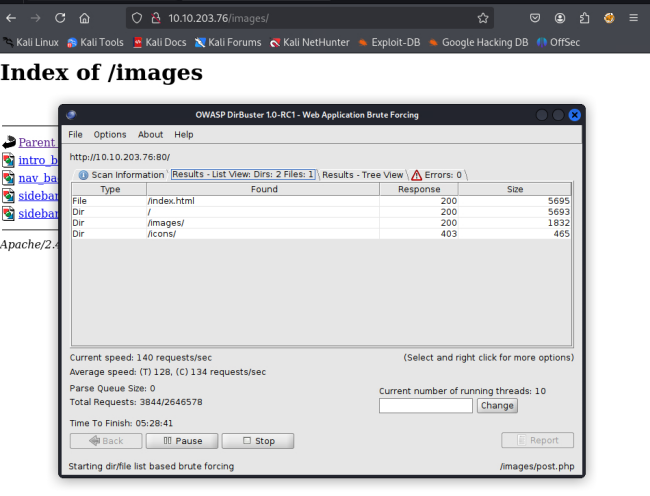 10.10.203.76/images/
Kali Linux Kali Tools Kali Docs Kali Forums Kali NetHunter Exploit-DB Google Hacking DB OffSec
Index of /images
OWASP DirBuster 1.0-RC1 - Web Application Brute Forcing
File Options About Help
Parent
http://10.10.203.76:80/
intro_b
Scan Information Results - List View: Dirs: 2 Files: 1 Results - Tree View Errors: 0
nav_ba
Type Found Response Size
sidebar
File /index.html 200 5695
sidebar
Dir / 200 5693
Dir /images/ 200 1832
Dir /icons/ 403 465
Apache/2.4
Current speed: 140 requests/sec (Select and right click for more options)
Average speed: (T) 128, (C) 134 requests/sec
Parse Queue Size: 0
Total Requests: 3844/2646578
Current number of running threads: 10
Change
Time To Finish: 05:28:41
Back Pause Stop Report
Starting dir/file list based brute forcing /images/post.php